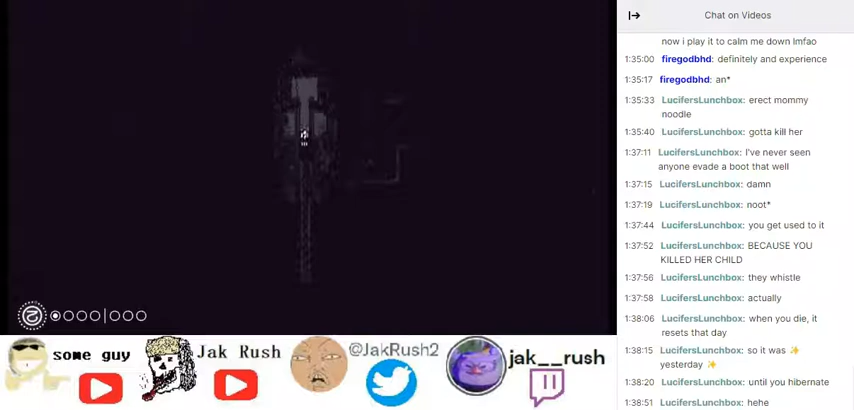 Chat on Videos
now i play it to calm me down lmfao
1:35:00 firegodbhd: definitely and experience
1:35:17 firegodbhd: an*
1:35:33 LucifersLunchbox: erect mommy
noodle
1:35:40 LucifersLunchbox: gotta kill her
1:37:11 LucifersLunchbox: I've never seen
anyone evade a boot that well
1:37:15 LucifersLunchbox: damn
1:37:19 LucifersLunchbox: noot*
1:37:44 LucifersLunchbox: you get used to it
1:37:52 LucifersLunchbox: BECAUSE YOU
KILLED HER CHILD
1:37:56 LucifersLunchbox: they whistle
1:37:58 LucifersLunchbox: actually
1:38:06 LucifersLunchbox: when you die, it
resets that day
1:38:15 LucifersLunchbox: so it was ✨
yesterday ✨
1:38:20 LucifersLunchbox: until you hibernate
1:38:51 LucifersLunchbox: hehe
some guy
Jak Rush
@JakRush2
jak__rush